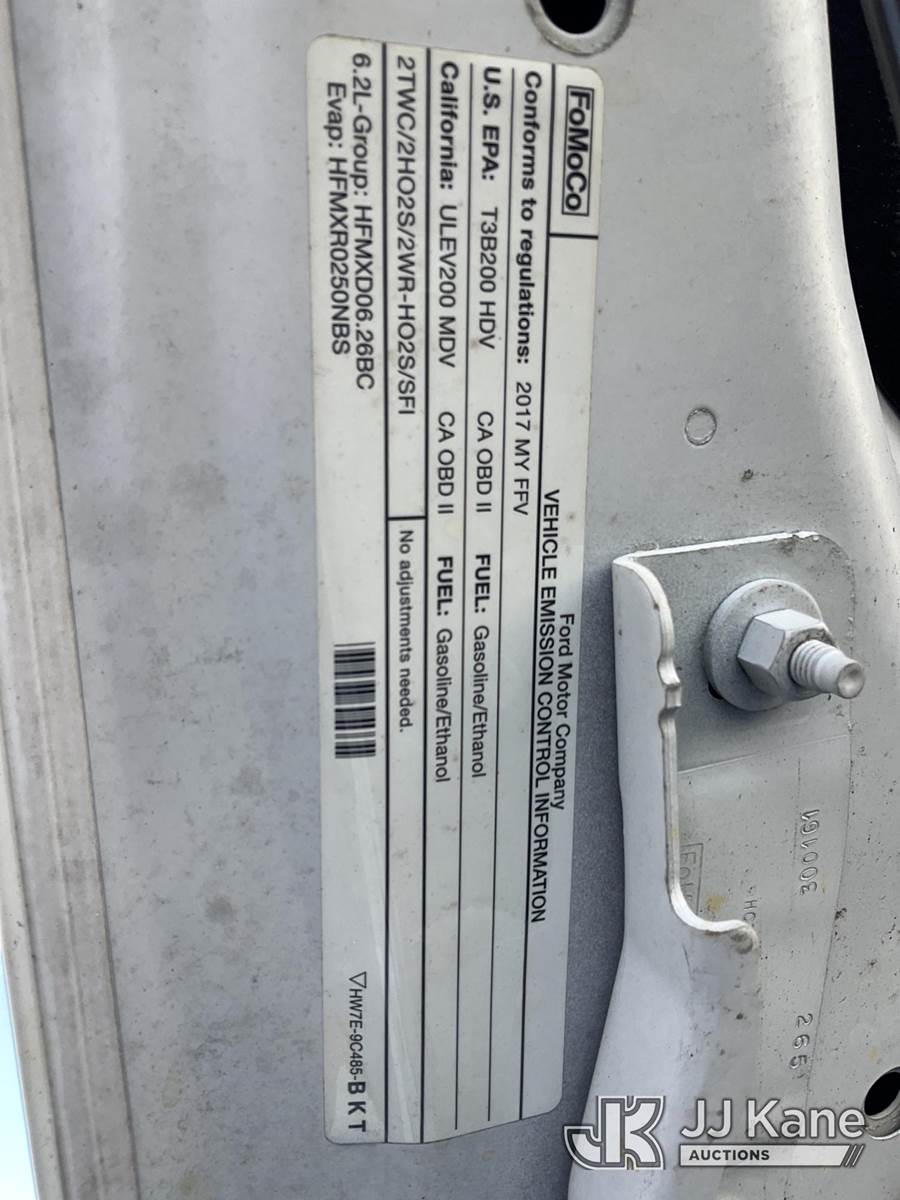 FoMoCo
Ford Motor Company
VEHICLE EMISSION CONTROL INFORMATION
Conforms to regulations: 2017 MY FFV
U.S. EPA: T3B200 HDV CA OBD II FUEL: Gasoline/Ethanol
California: ULEV200 MDV CA OBD II FUEL: Gasoline/Ethanol
2TWC/2HO2S/2WR-HO2S/SFI
No adjustments needed.
6.2L-Group: HFMXD06.26BC
Evap: HFMXR0250NBS
HW7E-9C485-B K T
265
JK JJ Kane
AUCTIONS